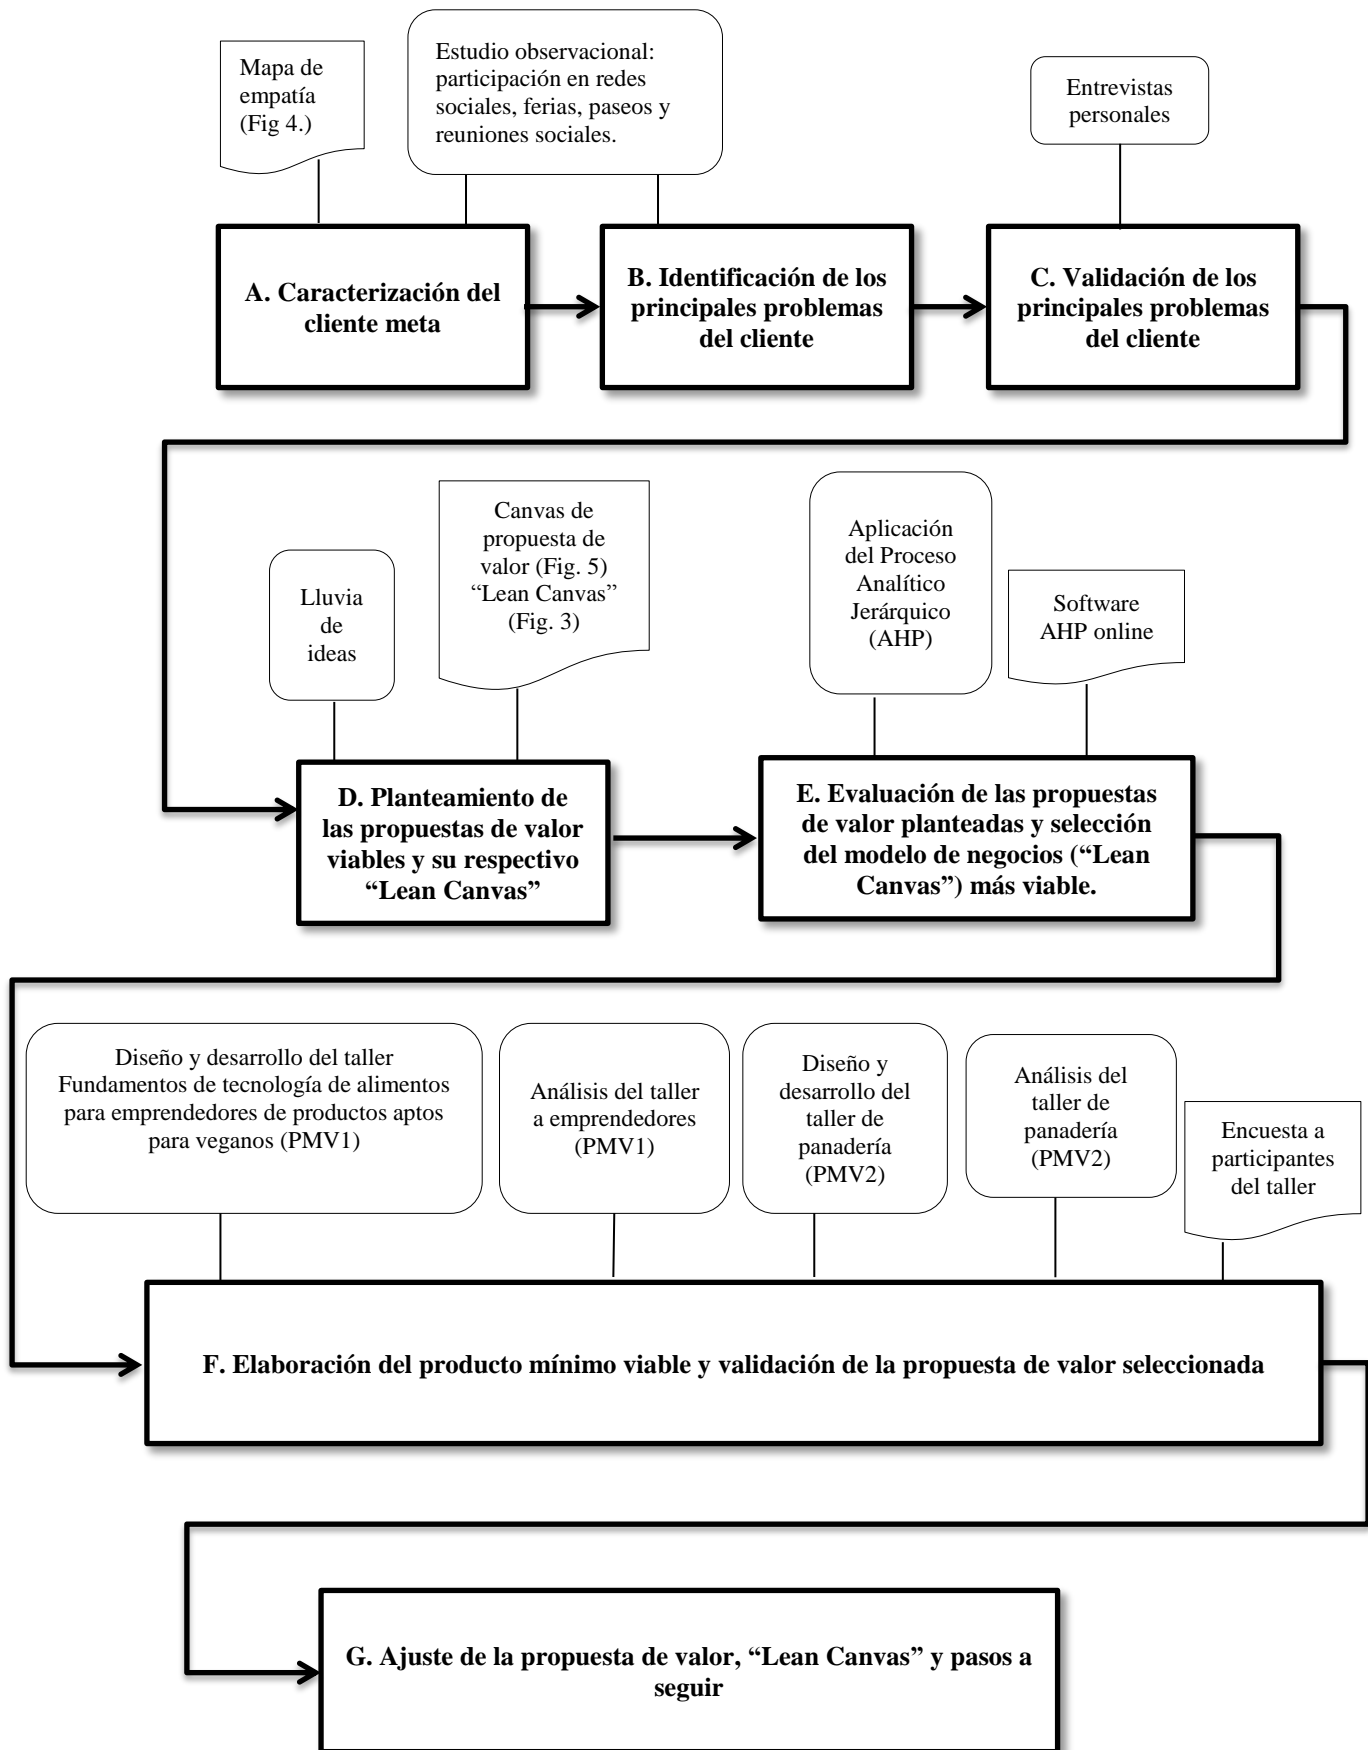 Mapa de
empatía
(Fig 4.)
Estudio observacional:
participación en redes
sociales, ferias, paseos y
reuniones sociales.
Entrevistas
personales
A. Caracterización del
cliente meta
B. Identificación de los
principales problemas
del cliente
C. Validación de los
principales problemas
del cliente
Lluvia
de
ideas
Canvas de
propuesta de
valor (Fig. 5)
“Lean Canvas”
(Fig. 3)
Aplicación
del Proceso
Analítico
Jerárquico
(AHP)
Software
AHP online
D. Planteamiento de
las propuestas de valor
viables y su respectivo
“Lean Canvas”
E. Evaluación de las propuestas
de valor planteadas y selección
del modelo de negocios (“Lean
Canvas”) más viable.
Diseño y desarrollo del taller
Fundamentos de tecnología de alimentos
para emprendedores de productos aptos
para veganos (PMV1)
Análisis del taller
a emprendedores
(PMV1)
Diseño y
desarrollo del
taller de
panadería
(PMV2)
Análisis del
taller de
panadería
(PMV2)
Encuesta a
participantes
del taller
F. Elaboración del producto mínimo viable y validación de la propuesta de valor seleccionada
G. Ajuste de la propuesta de valor, “Lean Canvas” y pasos a
seguir